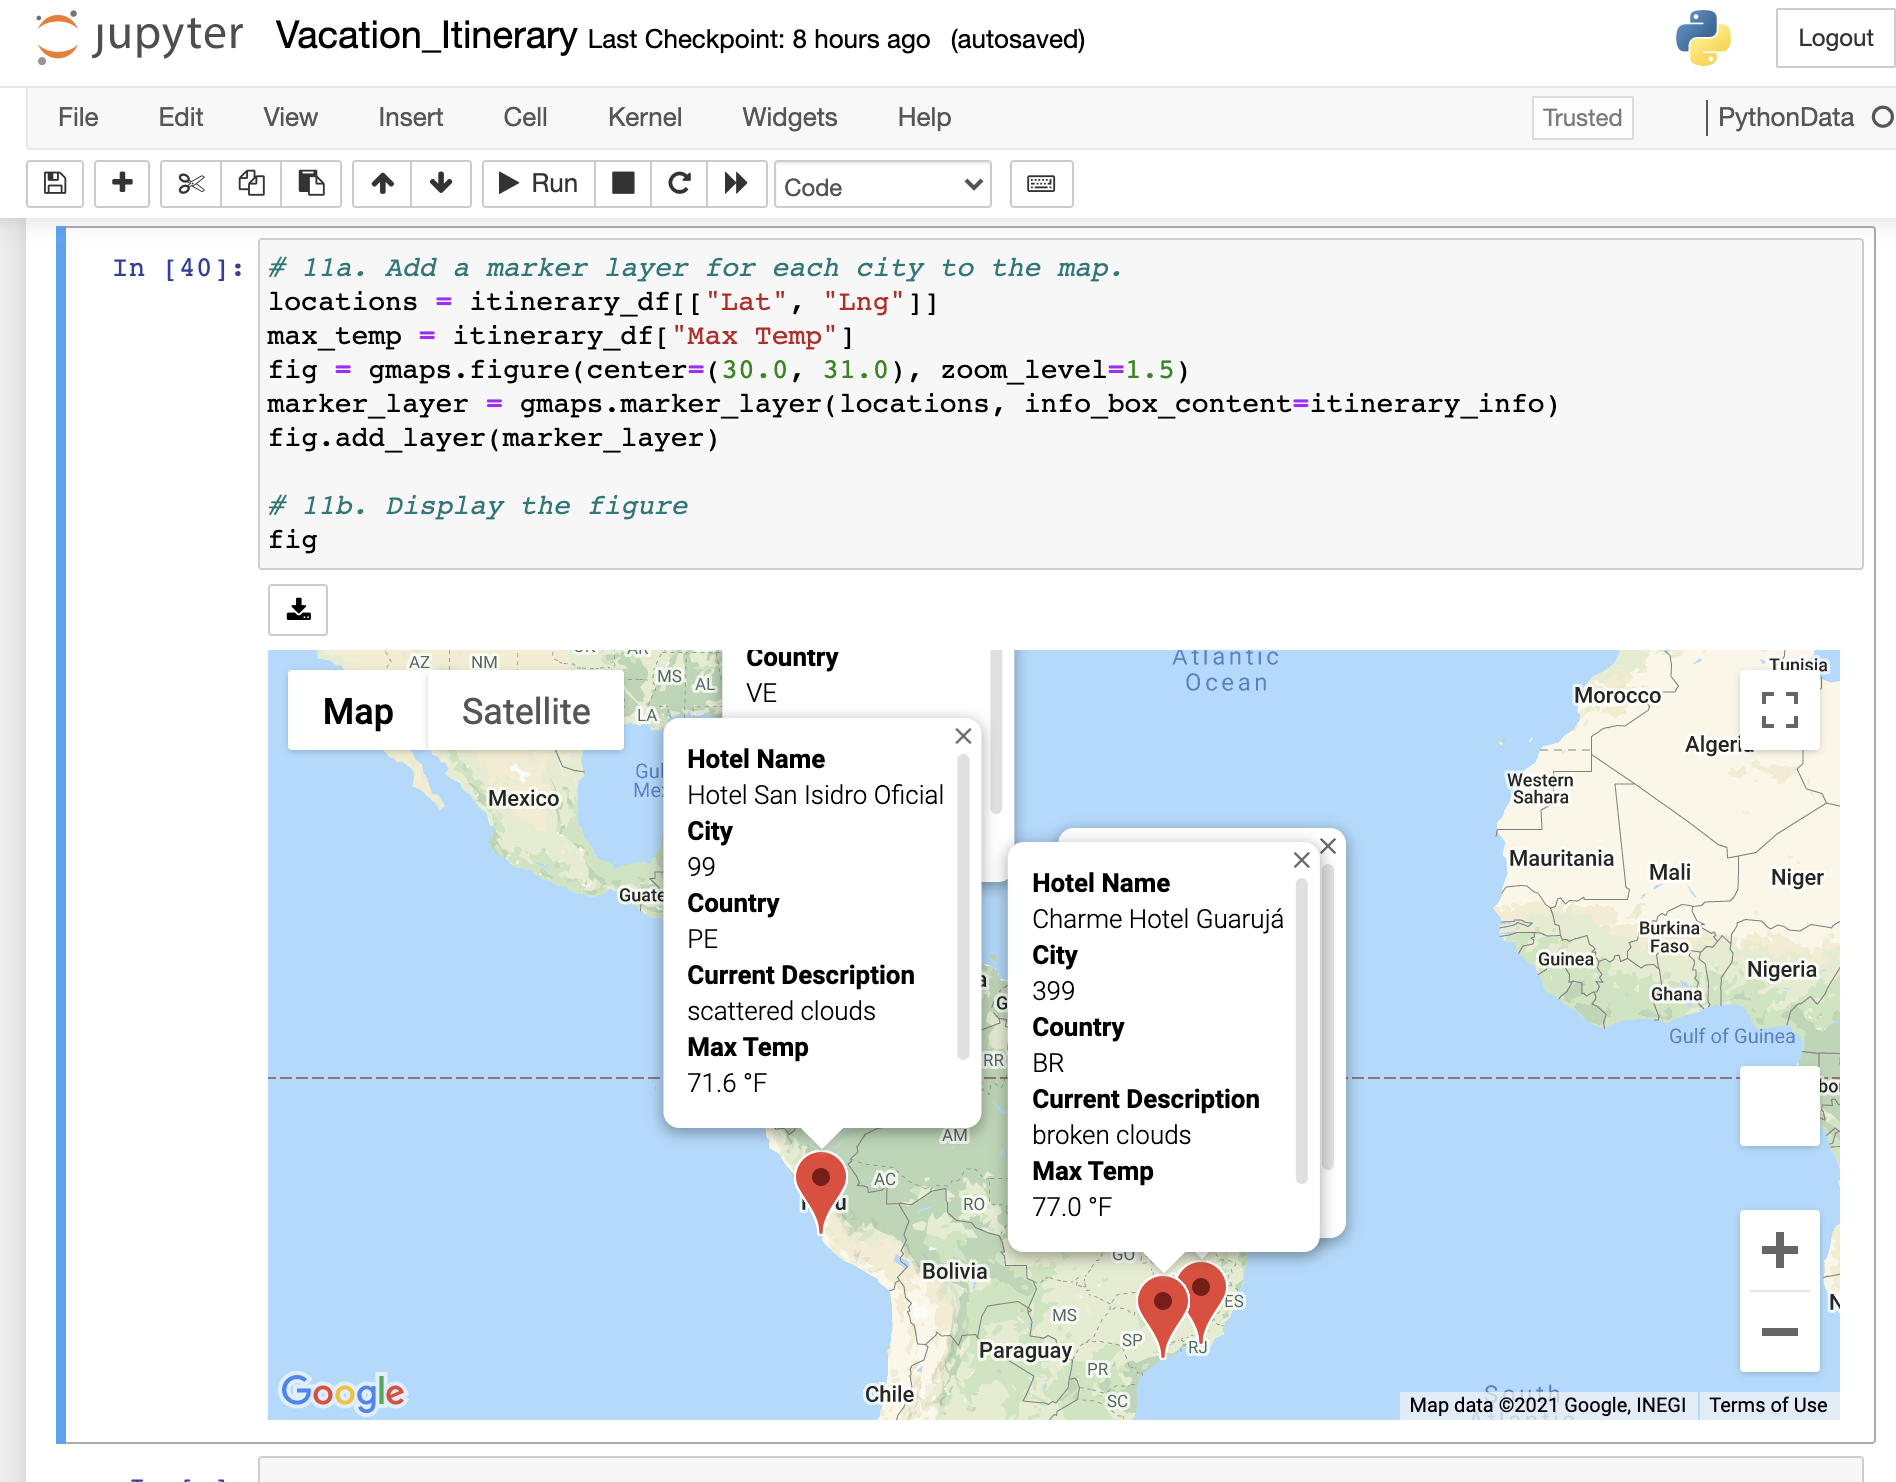 jupyter Vacation_Itinerary Last Checkpoint: 8 hours ago (autosaved)
Logout
File Edit View Insert Cell Kernel Widgets Help
Trusted
PythonData
Run
Code
In [40]:
# 11a. Add a marker layer for each city to the map.
locations = itinerary_df[["Lat", "Lng"]]
max_temp = itinerary_df["Max Temp"]
fig = gmaps.figure(center=(30.0, 31.0), zoom_level=1.5)
marker_layer = gmaps.marker_layer(locations, info_box_content=itinerary_info)
fig.add_layer(marker_layer)
# 11b. Display the figure
fig
Map
Satellite
AZ
NM
MS
AL
LA
Mexico
Country
VE
Hotel Name
Hotel San Isidro Oficial
City
99
Country
PE
Current Description
scattered clouds
Max Temp
71.6 °F
Hotel Name
Charme Hotel Guarujá
City
399
Country
BR
Current Description
broken clouds
Max Temp
77.0 °F
Atlantic
Ocean
Tunisia
Morocco
Western
Sahara
Mauritania
Mali
Niger
Burkina
Faso
Guinea
Nigeria
Ghana
Gulf of Guinea
RR
AM
AC
RO
GO
Bolivia
MS
ES
SP
RJ
Paraguay
PR
Chile
SC
Google
Map data ©2021 Google, INEGI
Terms of Use